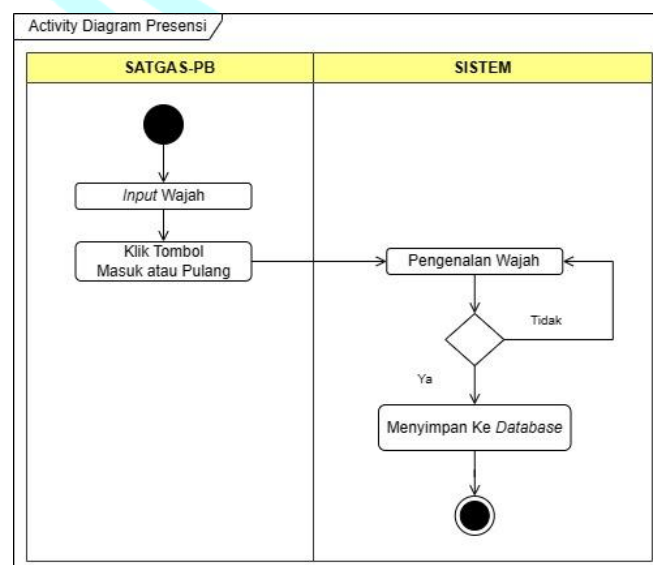 Activity Diagram Presensi
SATGAS-PB
SISTEM
Input Wajah
Klik Tombol
Masuk atau Pulang
Pengenalan Wajah
Tidak
Ya
Menyimpan Ke Database